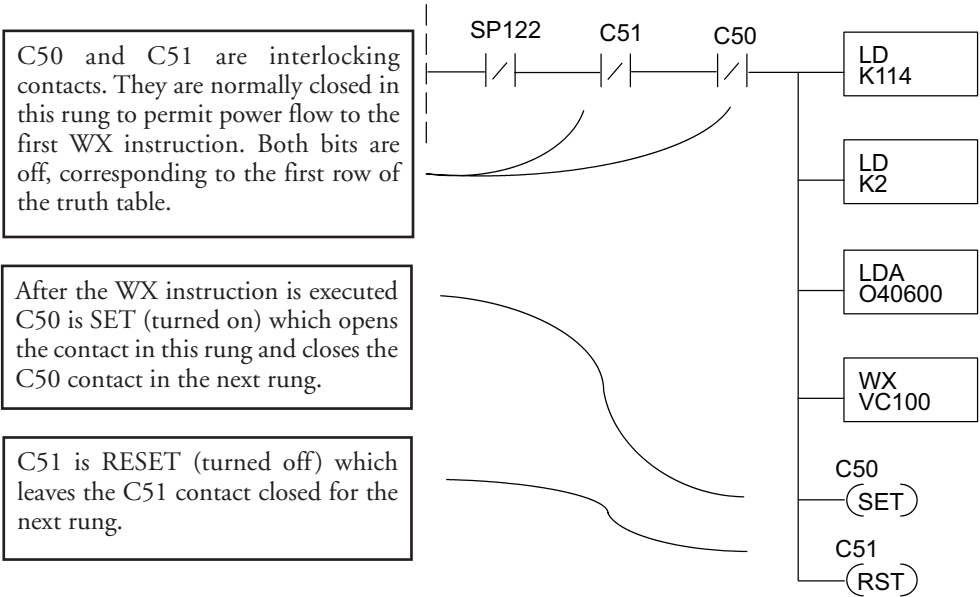 C50 and C51 are interlocking
contacts. They are normally closed in
this rung to permit power flow to the
first WX instruction. Both bits are
off, corresponding to the first row of
the truth table.
After the WX instruction is executed
C50 is SET (turned on) which opens
the contact in this rung and closes the
C50 contact in the next rung.
C51 is RESET (turned off) which
leaves the C51 contact closed for the
next rung.
SP122
C51
C50
LD
K114
LD
K2
LDA
O40600
WX
VC100
C50
SET
C51
RST